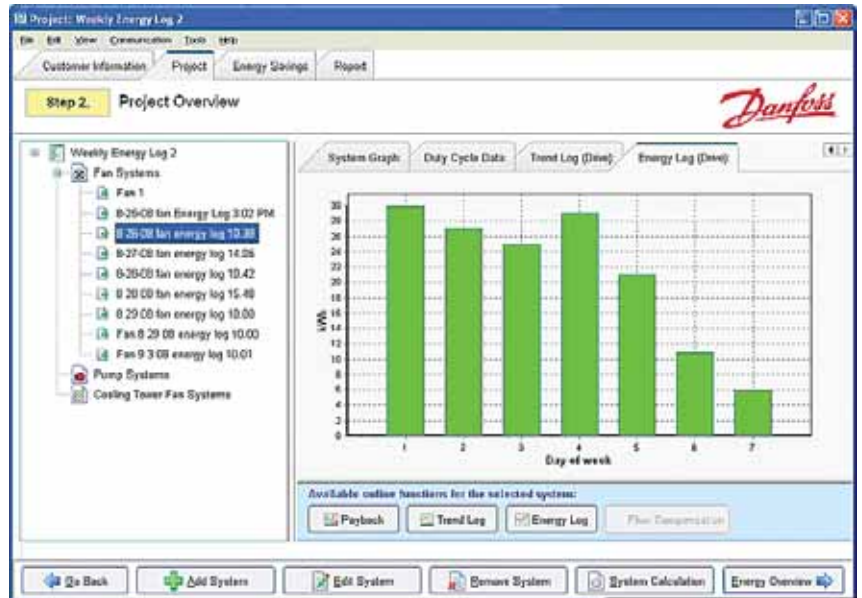 Project: Weekly Energy Log 2
File Edit View Communication Tools Help
Customer Information Project Energy Savings Report
Step 2. Project Overview
Danfoss
Weekly Energy Log 2
Fan Systems
Fan 1
8-26-08 fan Energy Log 3:02 PM
8-26-08 fan energy log 10.38
8-27-08 fan energy log 14.06
8-28-08 fan energy log 10.42
8 28 08 fan energy log 15.48
8 29 08 fan energy log 10.00
Fan 8 29 08 energy log 10.00
Fan 9 3 08 energy log 10.01
Pump Systems
Cooling Tower Fan Systems
System Graph Duty Cycle Data Trend Log (Drive) Energy Log (Drive)
30
28
26
24
22
20
18
16
14
12
10
8
6
4
2
0
kWh
1 2 3 4 5 6 7
Day of week
Available online functions for the selected system:
Payback Trend Log Energy Log Flow Compensation
Go Back Add System Edit System Remove System System Calculation Energy Overview